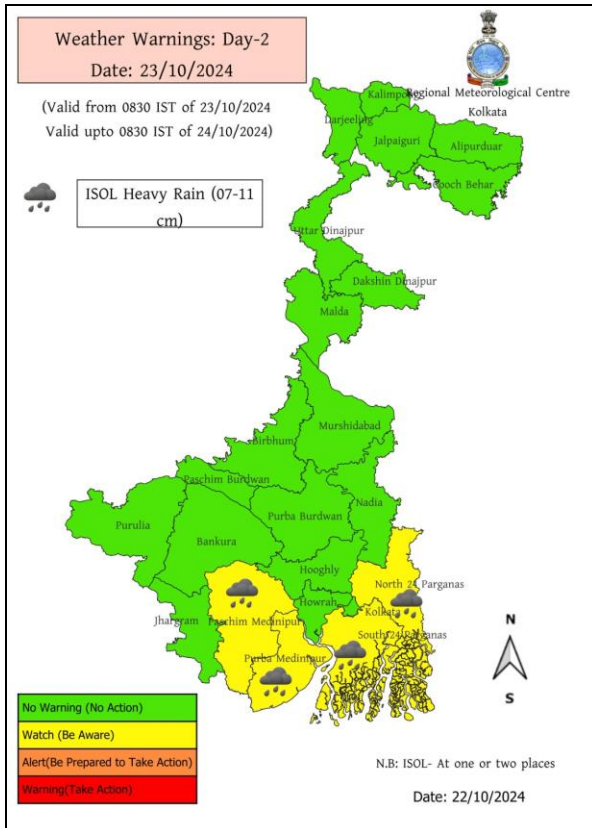 Weather Warnings: Day-2
Date: 23/10/2024
(Valid from 0830 IST of 23/10/2024
Valid upto 0830 IST of 24/10/2024)
Regional Meteorological Centre
Kolkata
ISOL Heavy Rain (07-11
cm)
Kalimpong
Darjeeling
Jalpaiguri
Alipurduar
Cooch Behar
Uttar Dinajpur
Dakshin Dinajpur
Malda
Murshidabad
Birbhum
Paschim Burdwan
Nadia
Purba Burdwan
Purulia
Bankura
Hooghly
North 24 Parganas
Howrah
Kolkata
Jhargram
Paschim Medinipur
South 24 Parganas
Purba Medinipur
N
S
No Warning (No Action)
Watch (Be Aware)
Alert(Be Prepared to Take Action)
Warning(Take Action)
N.B: ISOL- At one or two places
Date: 22/10/2024